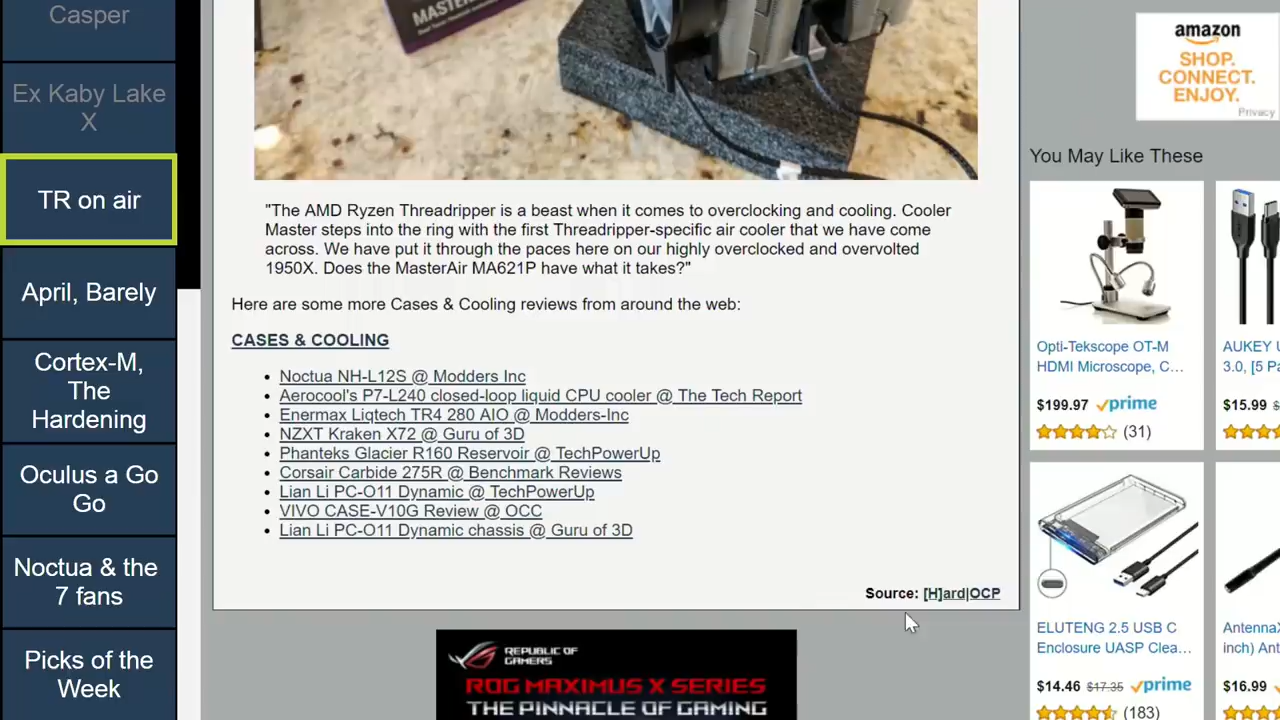 Casper
Ex Kaby Lake
X
TR on air
April, Barely
Cortex-M,
The
Hardening
Oculus a Go
Go
Noctua & the
7 fans
Picks of the
Week
MASTER
"The AMD Ryzen Threadripper is a beast when it comes to overclocking and cooling. Cooler
Master steps into the ring with the first Threadripper-specific air cooler that we have come
across. We have put it through the paces here on our highly overclocked and overvolted
1950X. Does the MasterAir MA621P have what it takes?"
Here are some more Cases & Cooling reviews from around the web:
CASES & COOLING
• Noctua NH-L12S @ Modders Inc
• Aerocool's P7-L240 closed-loop liquid CPU cooler @ The Tech Report
• Enermax Liqtech TR4 280 AIO @ Modders-Inc
• NZXT Kraken X72 @ Guru of 3D
• Phanteks Glacier R160 Reservoir @ TechPowerUp
• Corsair Carbide 275R @ Benchmark Reviews
• Lian Li PC-O11 Dynamic @ TechPowerUp
• VIVO CASE-V10G Review @ OCC
• Lian Li PC-O11 Dynamic chassis @ Guru of 3D
Source: [H]ard|OCP
REPUBLIC OF
GAMERS
ROG MAXIMUS X SERIES
THE PINNACLE OF GAMING
amazon
SHOP.
CONNECT.
ENJOY.
Privacy
You May Like These
Opti-Tekscope OT-M
HDMI Microscope, C...
$199.97 prime
(31)
AUKEY U
3.0, [5 Pa
$15.99 $
ELUTENG 2.5 USB C
Enclosure UASP Clea...
$14.46 $17.35 prime
(183)
AntennaX
inch) Ant
$16.99